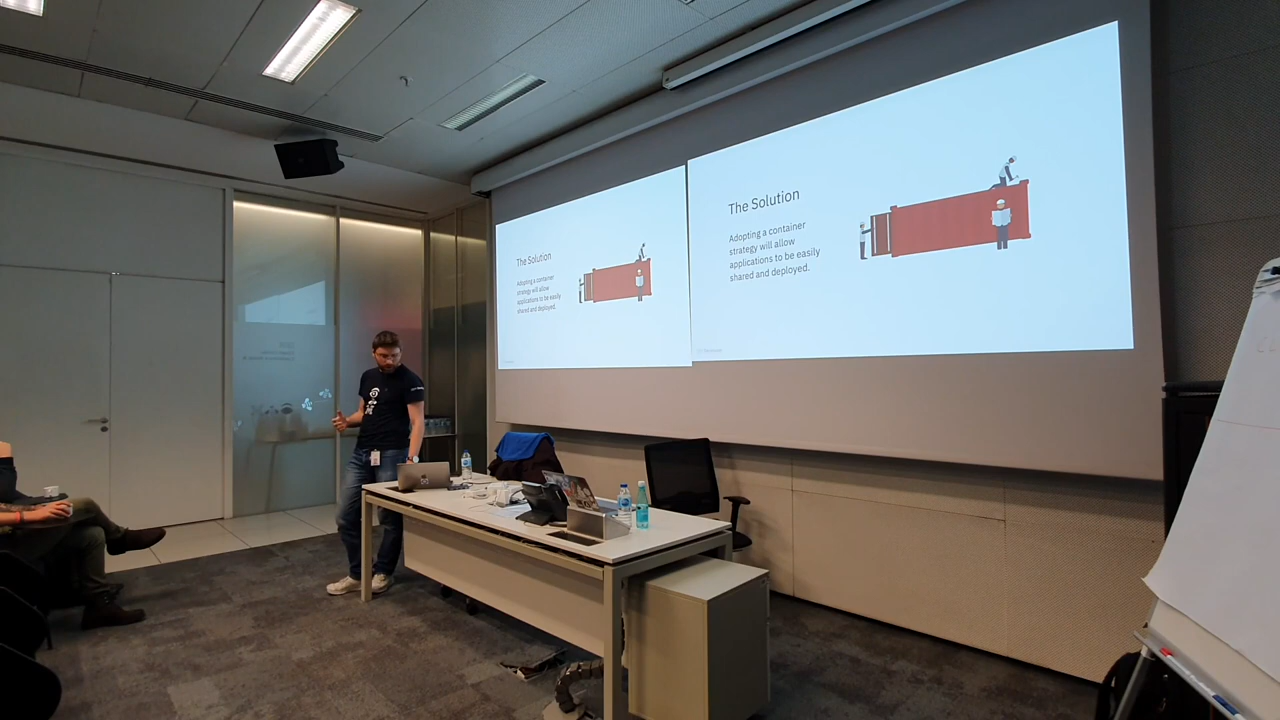 The Solution
Adopting a container
strategy will allow
applications to be easily
shared and deployed.
The Solution
Adopting a container
strategy will allow
applications to be easily
shared and deployed.